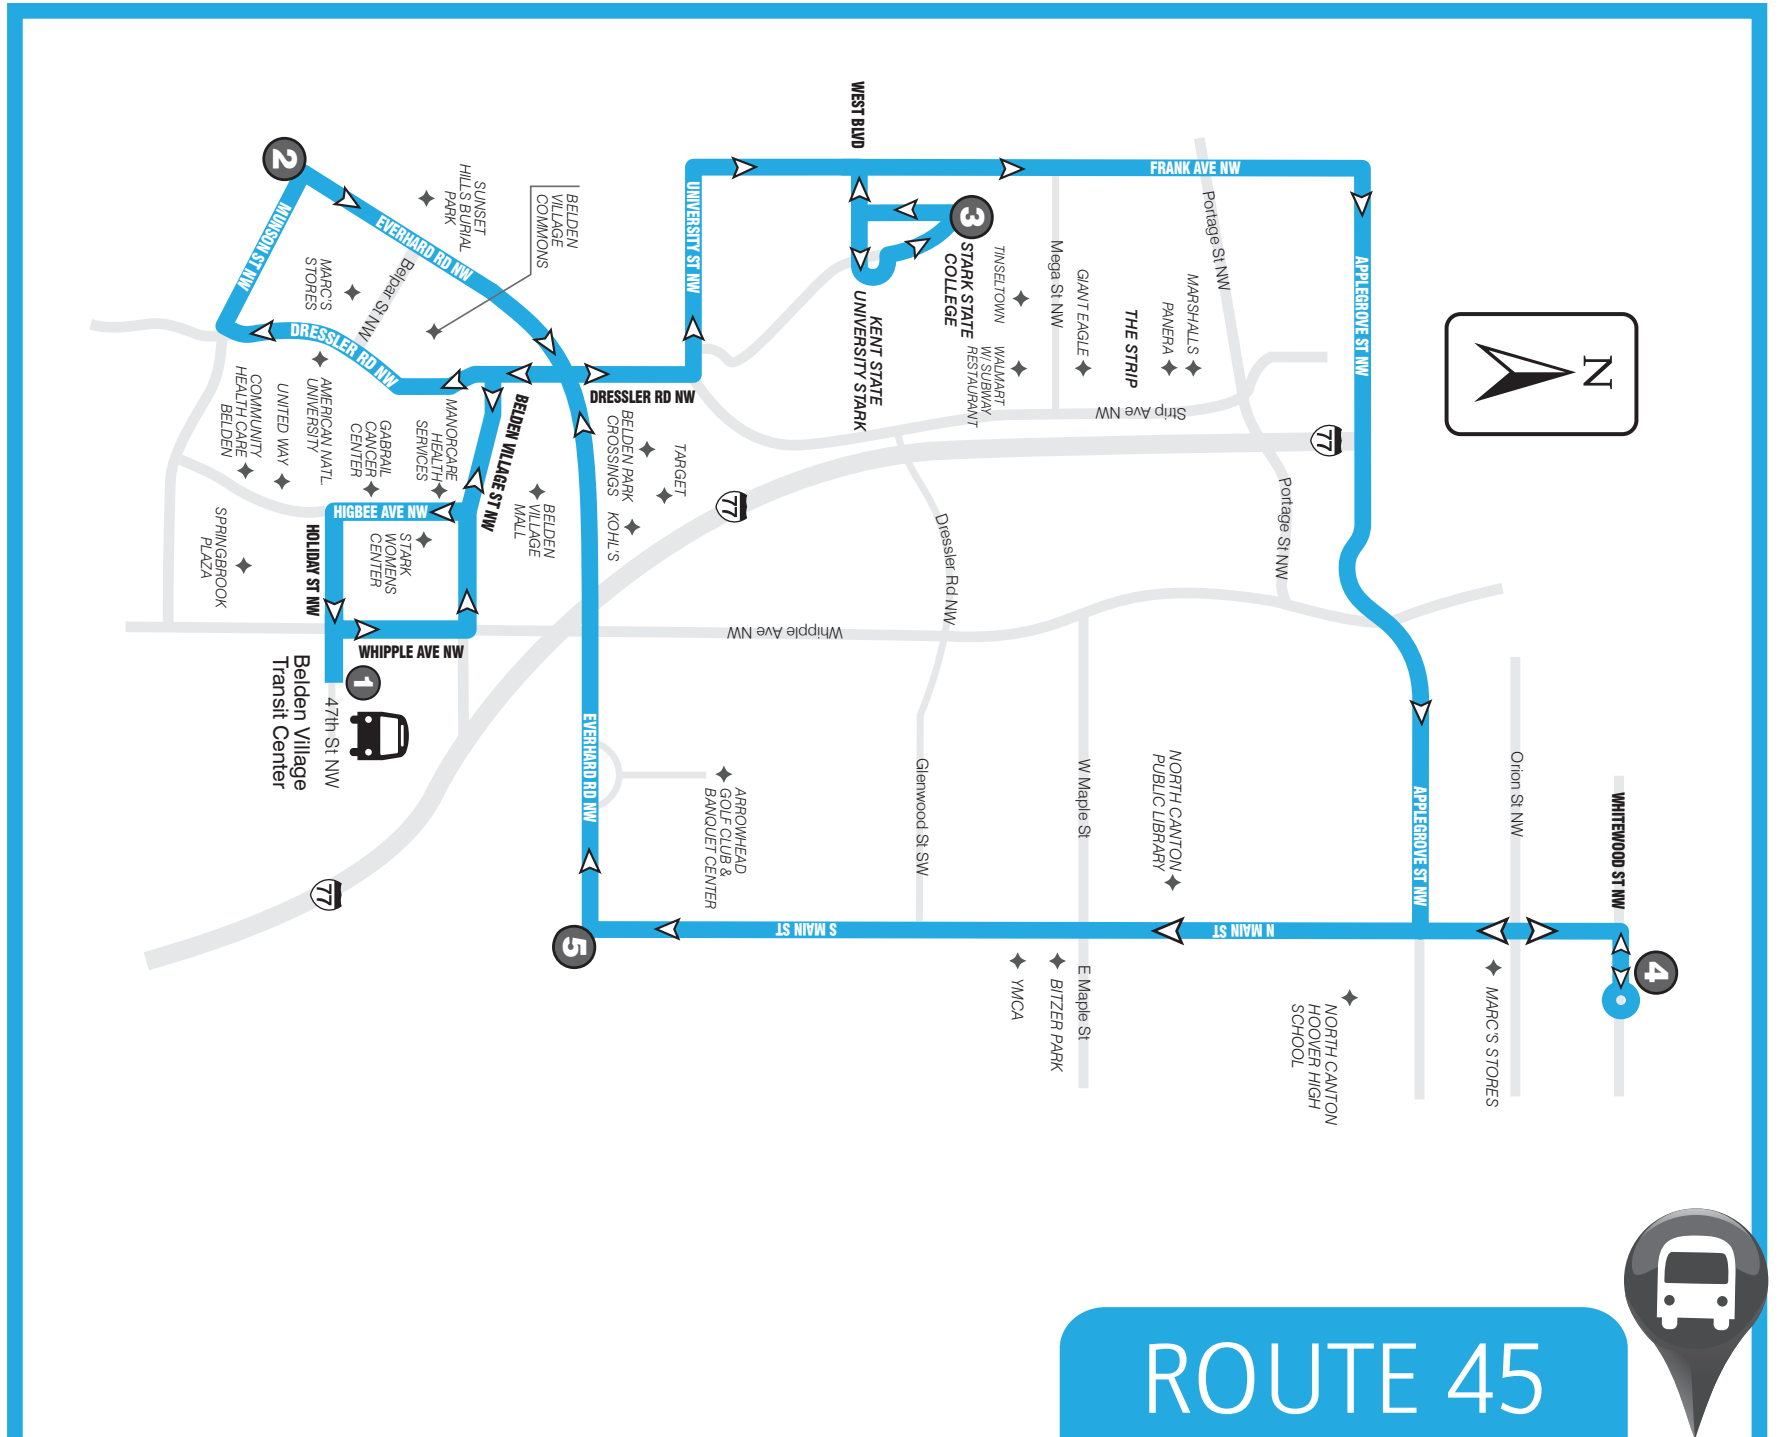 WEST BLVD
2
SUNSET
HILLS BURIAL
PARK
BELDEN
VILLAGE
COMMONS
UNIVERSITY ST NW
FRANK AVE NW
Portage St NW
3
STARK STATE
COLLEGE
KENT STATE
UNIVERSITY STARK
TINSELTOWN
WALMART
W/ SUBWAY
RESTAURANT
Mega St NW
GIANT EAGLE
THE STRIP
PANERA
MARSHALLS
APPLEGROVE ST NW
N
MUNSON ST NW
EVERHARD RD NW
MARC'S
STORES
Belpar St NW
DRESSLER RD NW
DRESSLER RD NW
Strip Ave NW
77
COMMUNITY
HEALTH CARE
BELDEN
UNITED WAY
AMERICAN NATL.
UNIVERSITY
GABRAIL
CANCER
CENTER
MANORCARE
HEALTH
SERVICES
BELDEN VILLAGE ST NW
BELDEN
VILLAGE
MALL
BELDEN PARK
CROSSINGS
KOHL'S
TARGET
77
Dressler Rd NW
Portage St NW
HIGBEE AVE NW
HOLIDAY ST NW
STARK
WOMENS
CENTER
SPRINGBROOK
PLAZA
WHIPPLE AVE NW
Whipple Ave NW
1
Belden Village
Transit Center
47th St NW
EVERHARD RD NW
ARROWHEAD
GOLF CLUB &
BANQUET CENTER
Glenwood St SW
W Maple St
NORTH CANTON
PUBLIC LIBRARY
APPLEGROVE ST NW
Orion St NW
WHITEWOOD ST NW
77
5
S MAIN ST
N MAIN ST
4
YMCA
BITZER PARK
E Maple St
NORTH CANTON
HOOVER HIGH
SCHOOL
MARC'S STORES
ROUTE 45